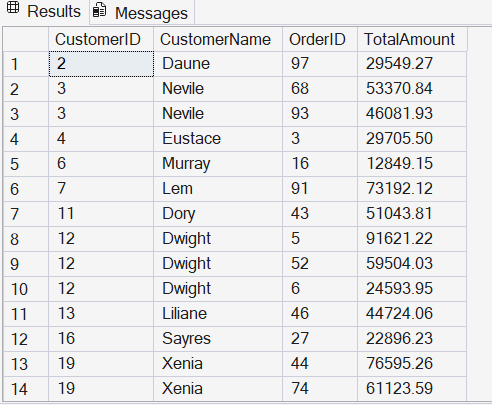 Results Messages
CustomerID CustomerName OrderID TotalAmount
1 2 Daune 97 29549.27
2 3 Nevile 68 53370.84
3 3 Nevile 93 46081.93
4 4 Eustace 3 29705.50
5 6 Murray 16 12849.15
6 7 Lem 91 73192.12
7 11 Dory 43 51043.81
8 12 Dwight 5 91621.22
9 12 Dwight 52 59504.03
10 12 Dwight 6 24593.95
11 13 Liliane 46 44724.06
12 16 Sayres 27 22896.23
13 19 Xenia 44 76595.26
14 19 Xenia 74 61123.59